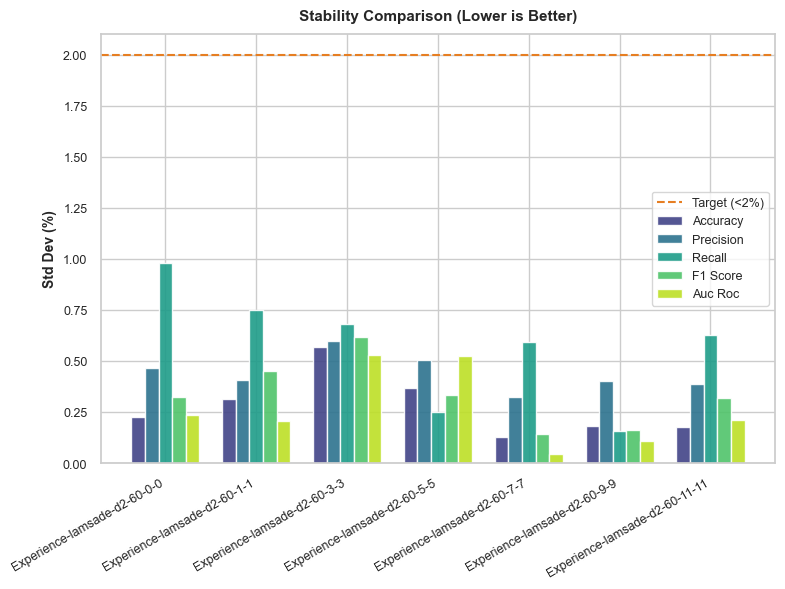 Stability Comparison (Lower is Better)
Std Dev (%)
2.00
1.75
1.50
1.25
1.00
0.75
0.50
0.25
0.00
Target (<2%)
Accuracy
Precision
Recall
F1 Score
Auc Roc
Experience-lamsade-d2-60-0-0
Experience-lamsade-d2-60-1-1
Experience-lamsade-d2-60-3-3
Experience-lamsade-d2-60-5-5
Experience-lamsade-d2-60-7-7
Experience-lamsade-d2-60-9-9
Experience-lamsade-d2-60-11-11